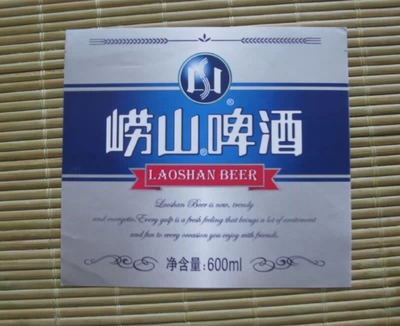 崂山®啤酒®
LAOSHAN BEER
Laoshan Beer is new, trendy
and energetic. Every gulp is a fresh feeling that brings a lot of excitement
and fun to every occasion you enjoy with friends.
净含量:600ml